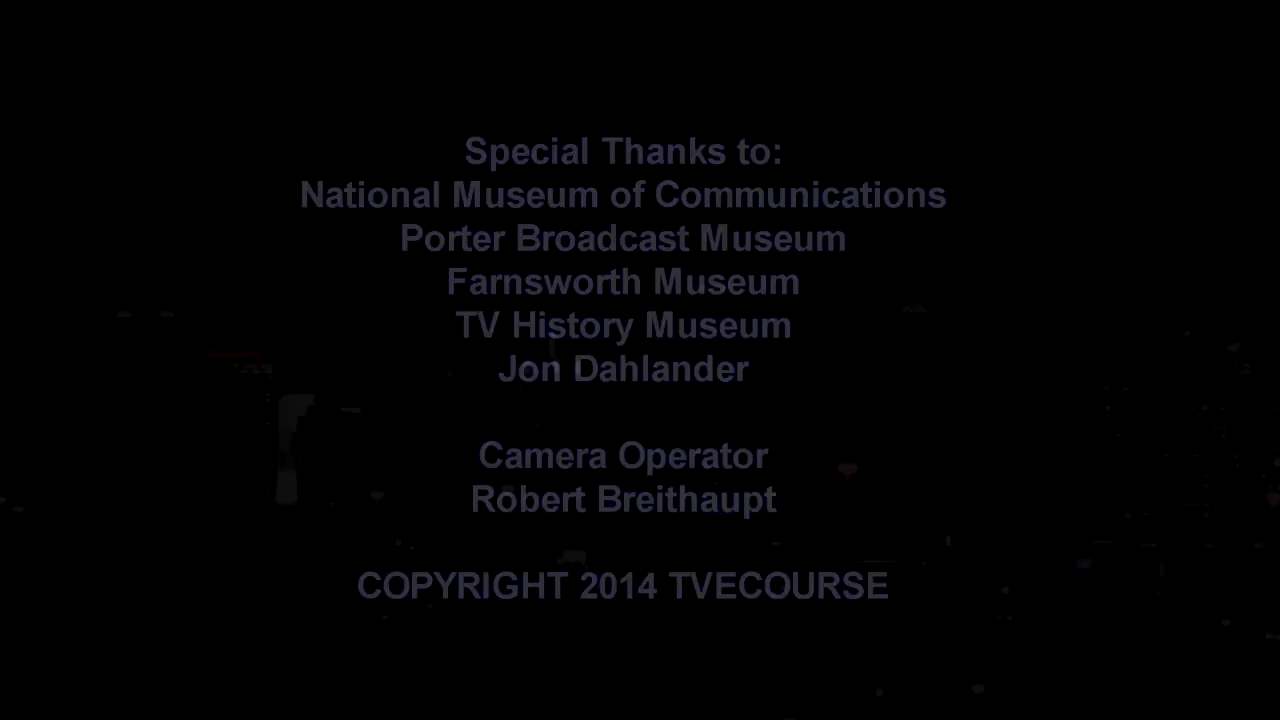 Special Thanks to:
National Museum of Communications
Porter Broadcast Museum
Farnsworth Museum
TV History Museum
Jon Dahlander
Camera Operator
Robert Breithaupt
COPYRIGHT 2014 TVECOURSE